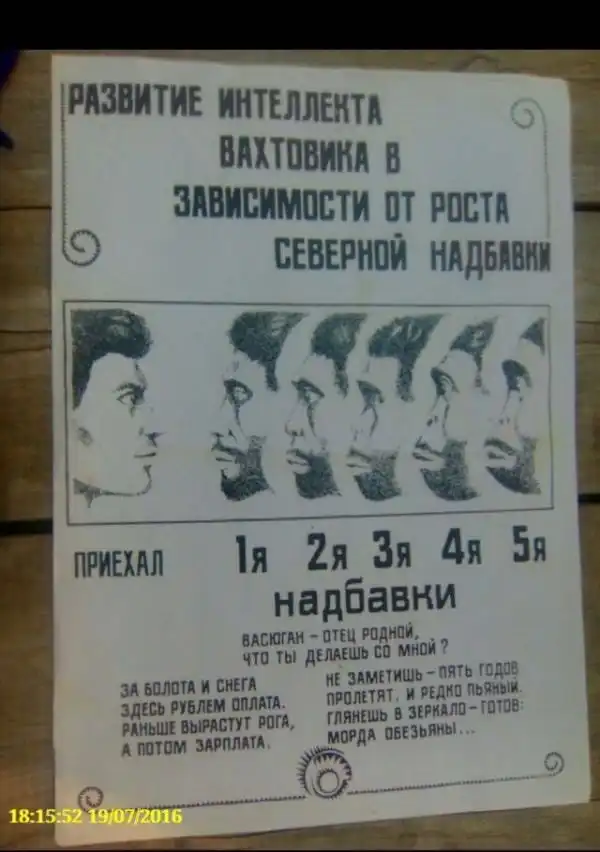 РАЗВИТИЕ ИНТЕЛЛЕКТА
ВАХТОВИКА В
ЗАВИСИМОСТИ ОТ РОСТА
СЕВЕРНОЙ НАДБАВКИ
ПРИЕХАЛ
1я 2я 3я 4я 5я
надбавки
ВАСЮГАН – ОТЕЦ РОДНОЙ,
ЧТО ТЫ ДЕЛАЕШЬ СО МНОЙ?
ЗА БОЛОТА И СНЕГА
ЗДЕСЬ РУБЛЕМ ОПЛАТА.
РАНЬШЕ ВЫРАСТУТ РОГА,
А ПОТОМ ЗАРПЛАТА.
НЕ ЗАМЕТИШЬ – ПЯТЬ ГОДОВ
ПРОЛЕТЯТ, И РЕДКО ПЬЯНЫЙ.
ГЛЯНЕШЬ В ЗЕРКАЛО – ГОТОВ:
МОРДА ОБЕЗЬЯНЫ...
18:15:52 19/07/2016